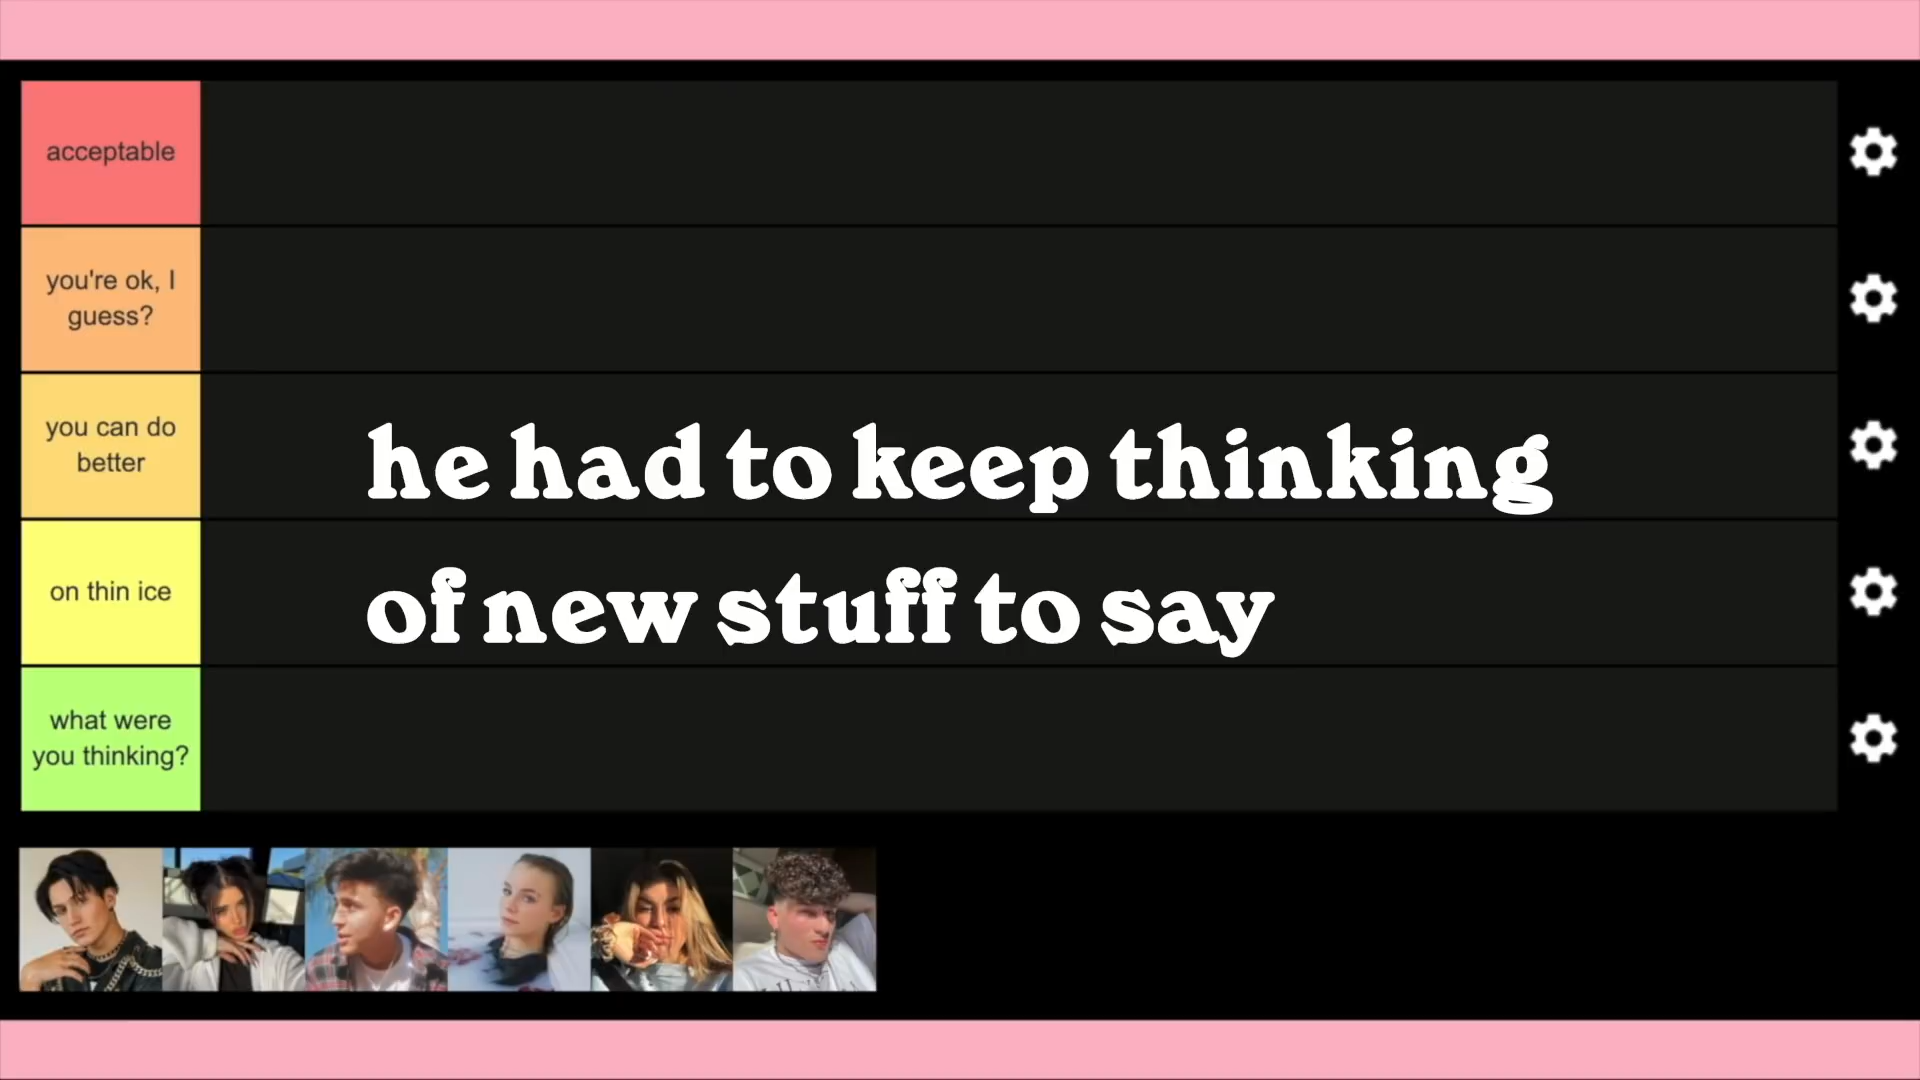 acceptable
you're ok, I
guess?
you can do
better
he had to keep thinking
of new stuff to say
on thin ice
what were
you thinking?